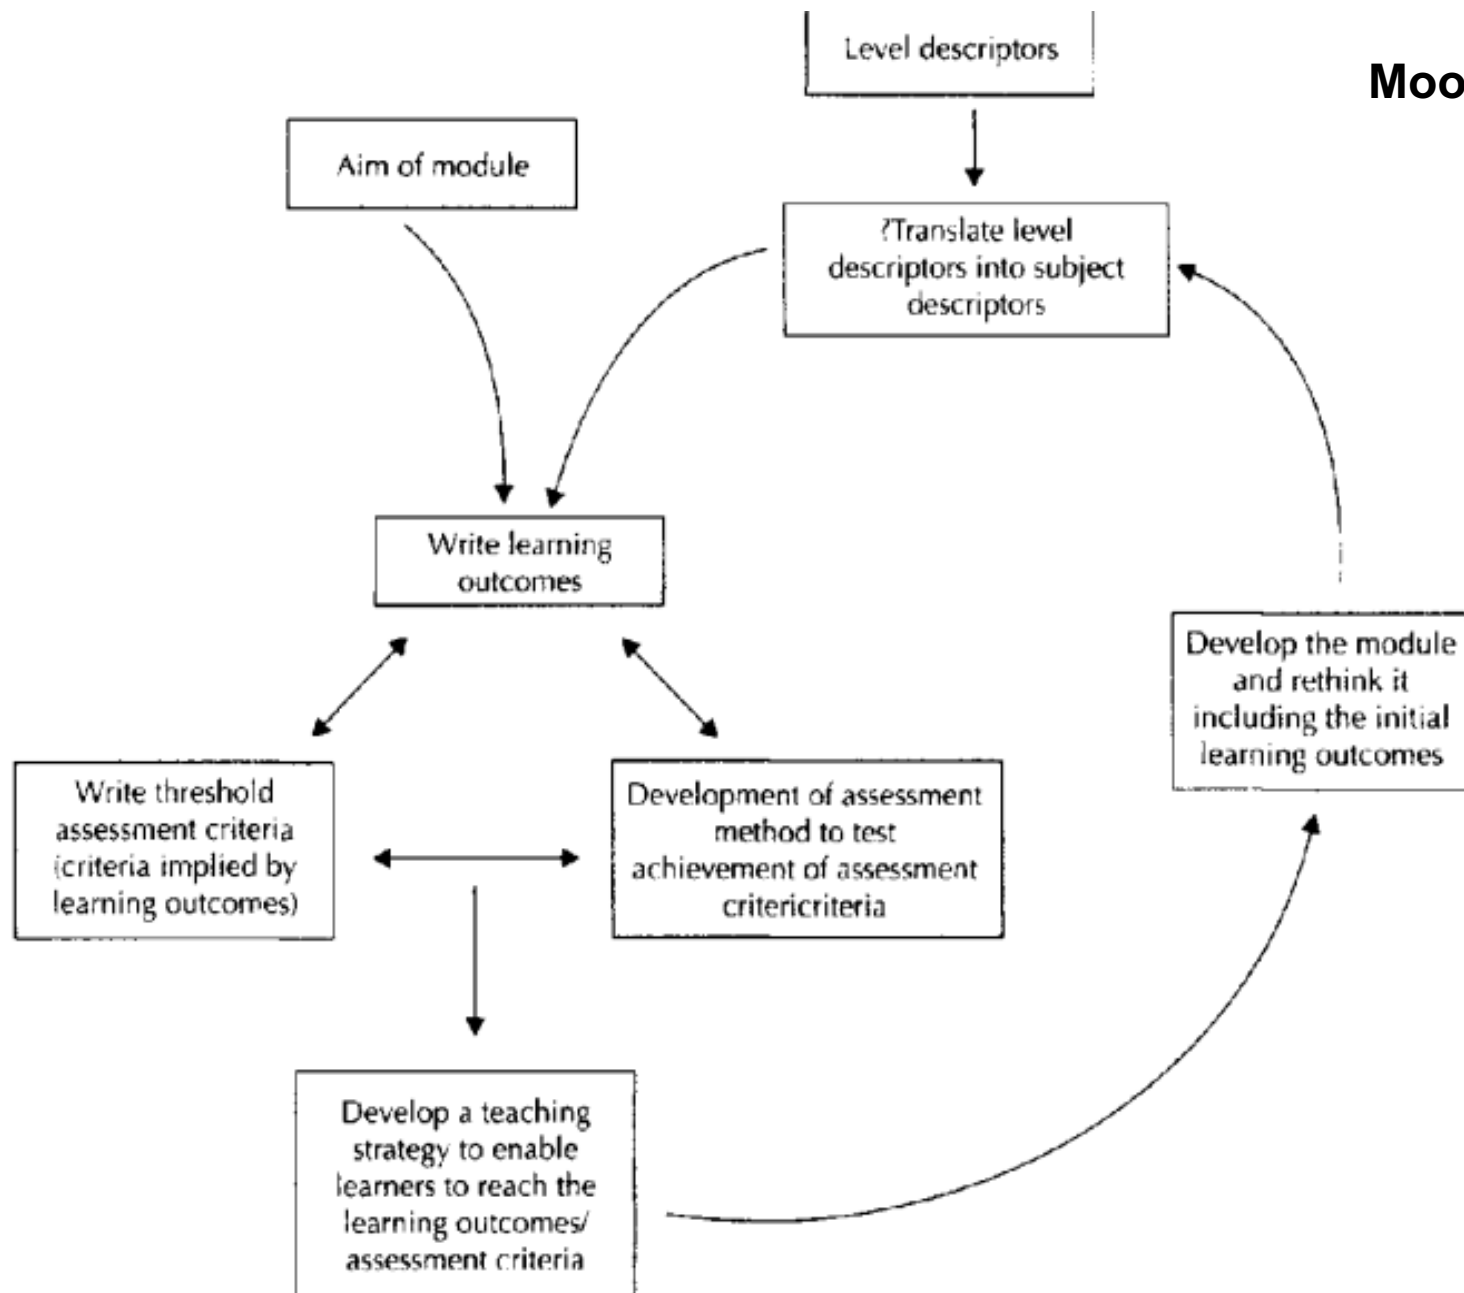 Level descriptors
Moo
Aim of module
?Translate level
descriptors into subject
descriptors
Write learning
outcomes
Develop the module
and rethink it
including the initial
learning outcomes
Write threshold
assessment criteria
(criteria implied by
learning outcomes)
Development of assessment
method to test
achievement of assessment
critericriteria
Develop a teaching
strategy to enable
learners to reach the
learning outcomes/
assessment criteria